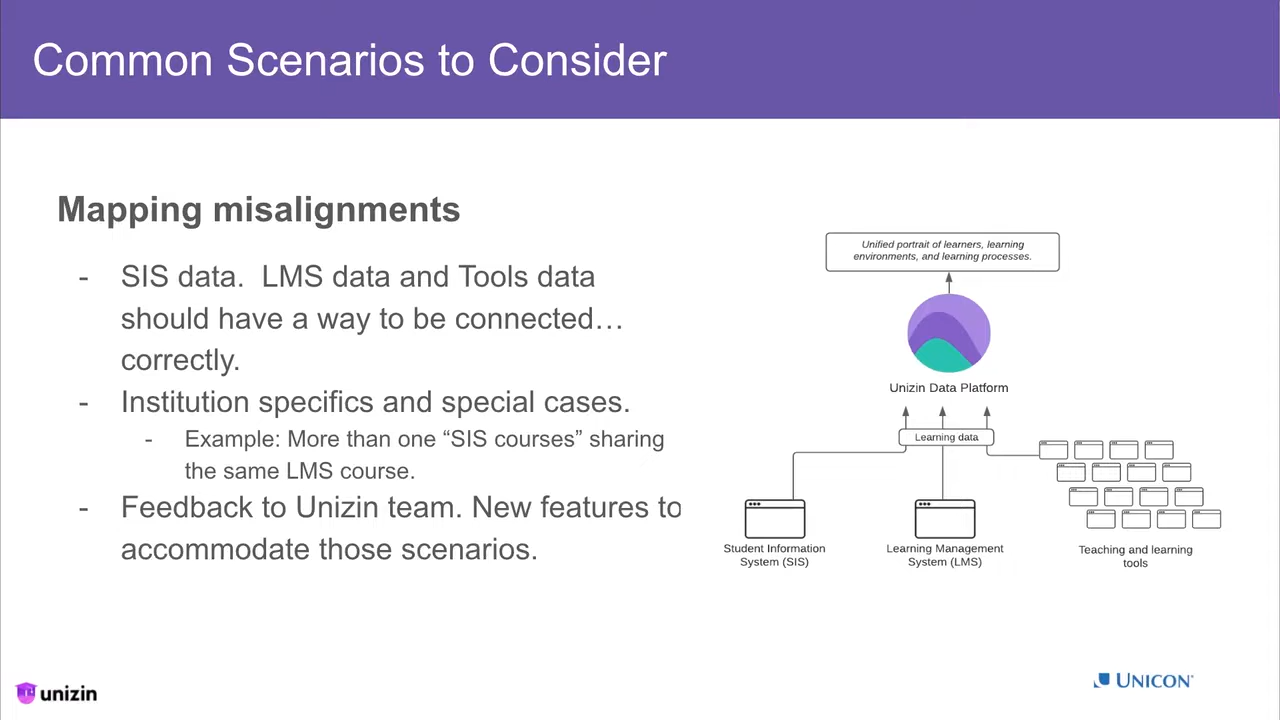 Common Scenarios to Consider
Mapping misalignments
- SIS data.  LMS data and Tools data
should have a way to be connected…
correctly.
- Institution specifics and special cases.
- Example: More than one “SIS courses” sharing
the same LMS course.
- Feedback to Unizin team. New features to
accommodate those scenarios.
Unified portrait of learners, learning
environments, and learning processes.
Unizin Data Platform
Learning data
Student Information
System (SIS)
Learning Management
System (LMS)
Teaching and learning
tools
unizin
UNICON